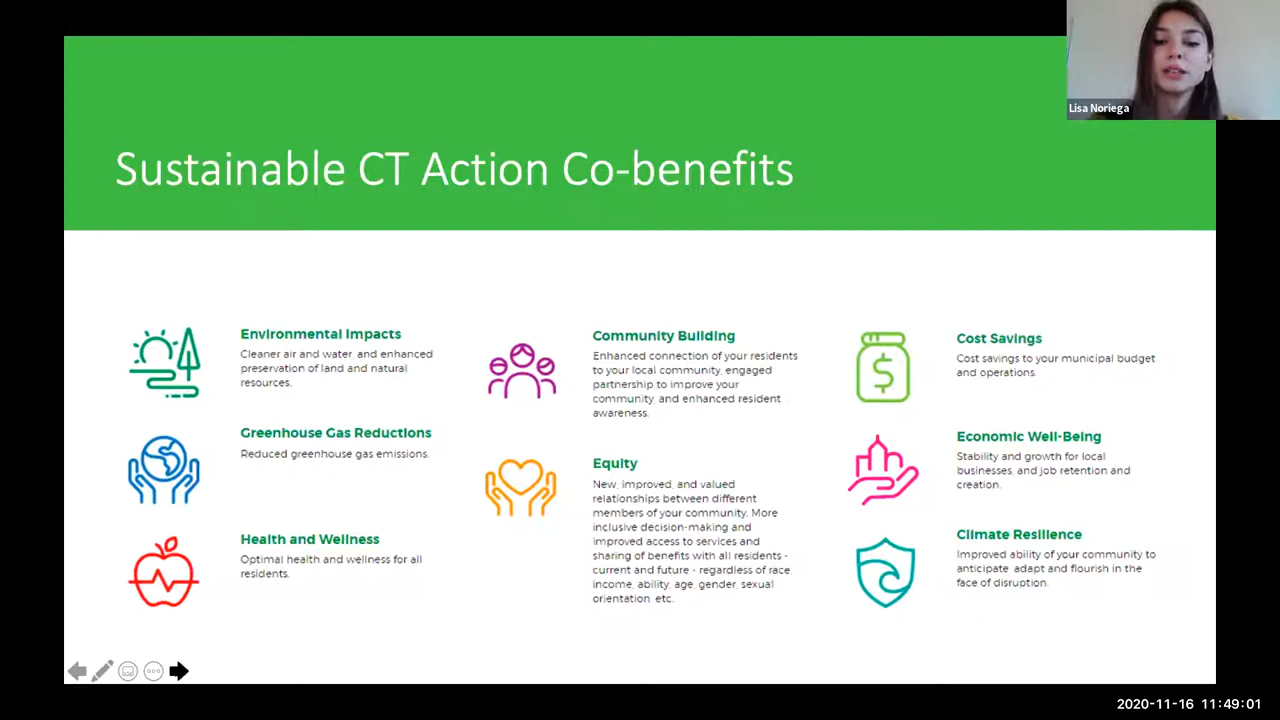 Lisa Noriega
Sustainable CT Action Co-benefits
Environmental Impacts
Cleaner air and water, and enhanced
preservation of land and natural
resources.
Greenhouse Gas Reductions
Reduced greenhouse gas emissions.
Health and Wellness
Optimal health and wellness for all
residents.
Community Building
Enhanced connection of your residents
to your local community, engaged
partnership to improve your
community, and enhanced resident
awareness.
Equity
New, improved, and valued
relationships between different
members of your community. More
inclusive decision-making and
improved access to services and
sharing of benefits with all residents -
current and future - regardless of race,
income, ability, age, gender, sexual
orientation, etc.
Cost Savings
Cost savings to your municipal budget
and operations.
Economic Well-Being
Stability and growth for local
businesses, and job retention and
creation.
Climate Resilience
Improved ability of your community to
anticipate, adapt and flourish in the
face of disruption.
2020-11-16 11:49:01